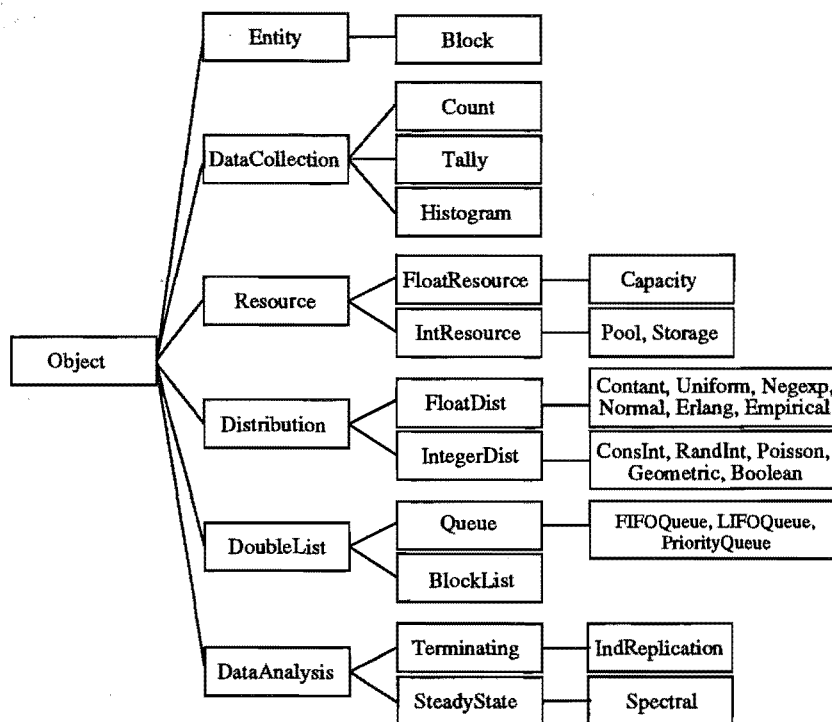 Entity
Block
Count
DataCollection
Tally
Histogram
FloatResource
Capacity
Resource
IntResource
Pool, Storage
Object
FloatDist
Contant, Uniform, Negexp,
Normal, Erlang, Empirical
Distribution
IntegerDist
ConsInt, RandInt, Poisson,
Geometric, Boolean
Queue
FIFOQueue, LIFOQueue,
PriorityQueue
DoubleList
BlockList
Terminating
IndReplication
DataAnalysis
SteadyState
Spectral